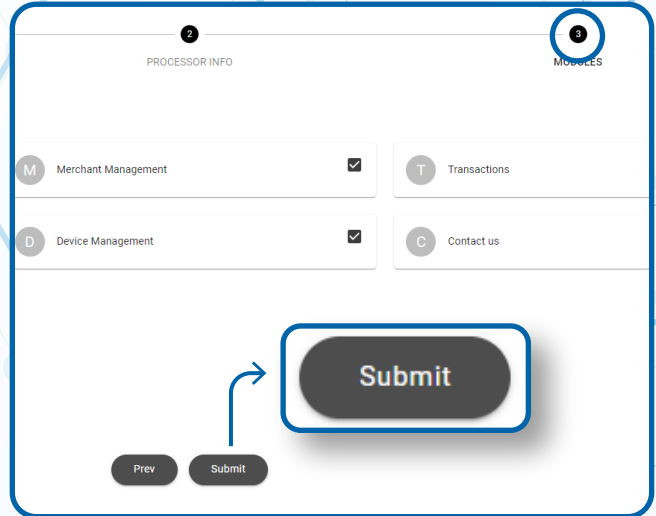 2
3
PROCESSOR INFO
MODULES
M Merchant Management
T Transactions
D Device Management
C Contact us
Submit
Prev
Submit